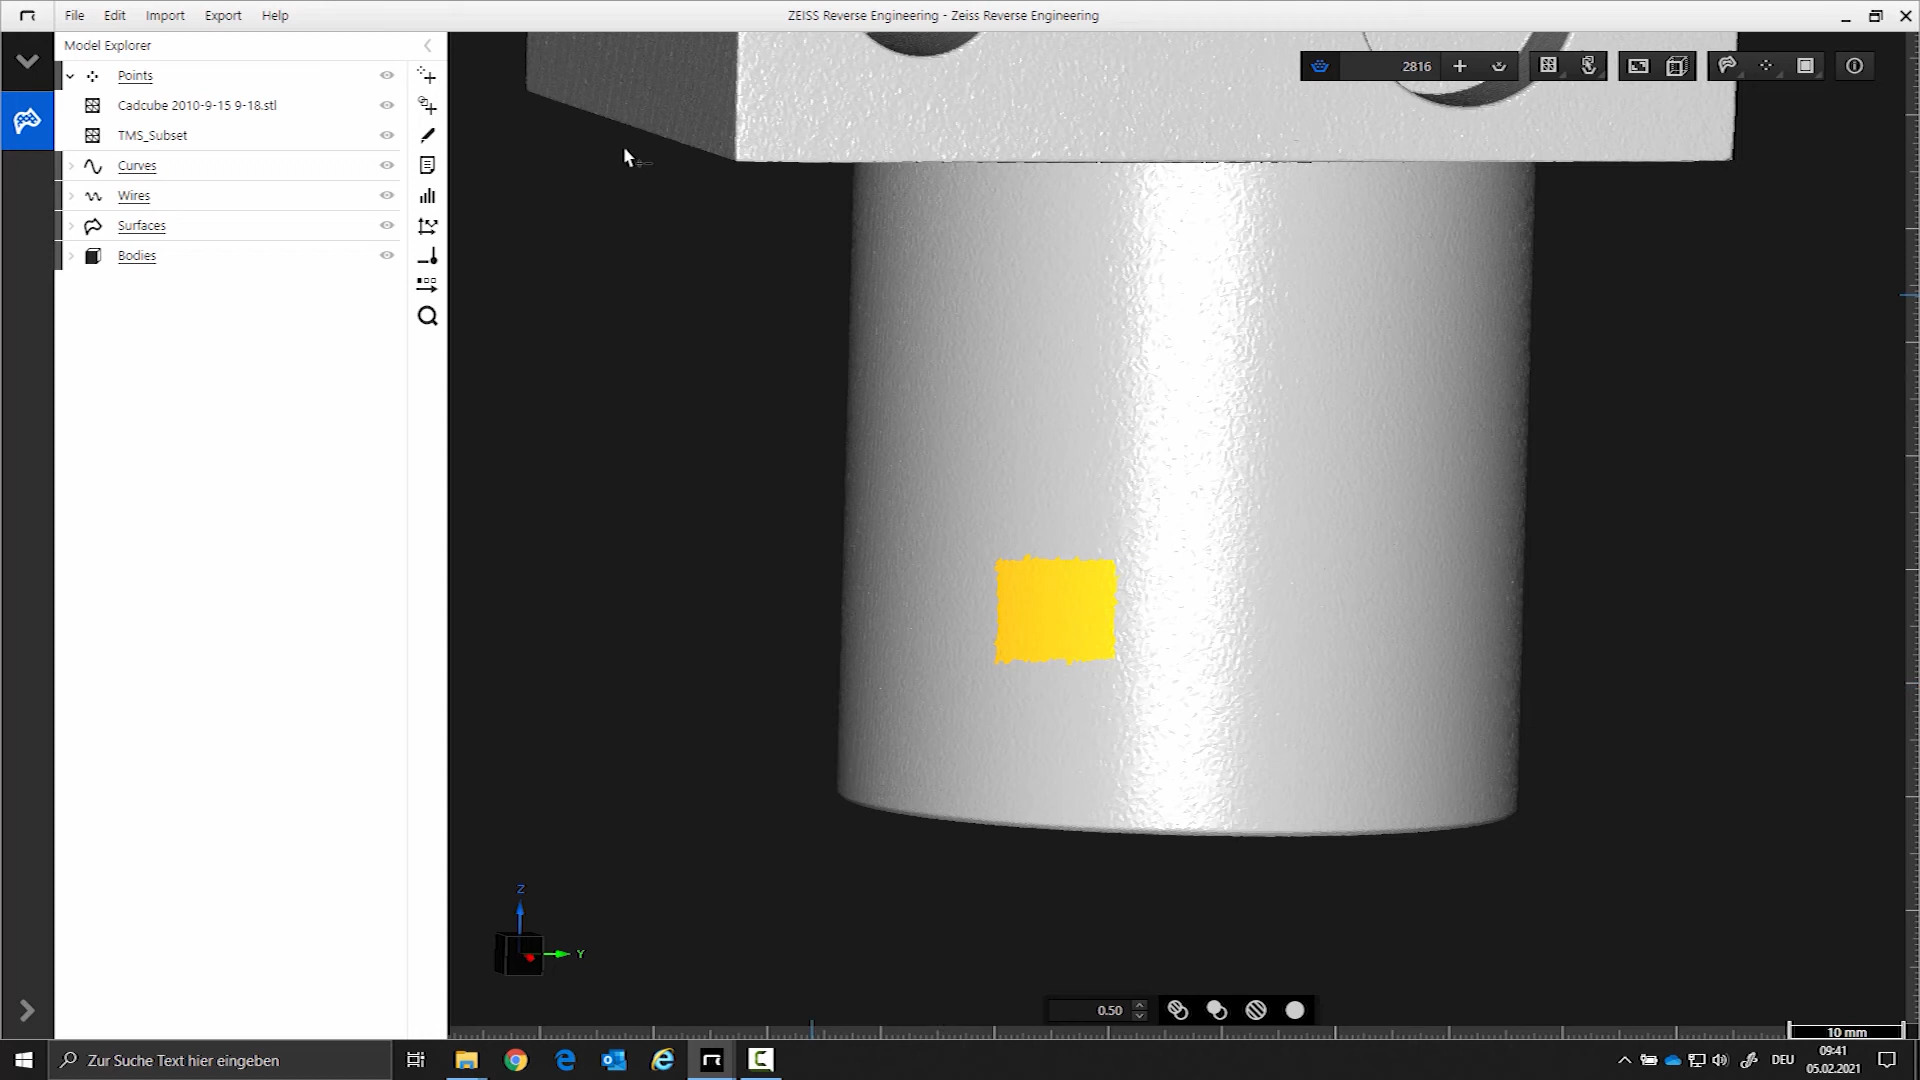 File Edit Import Export Help
ZEISS Reverse Engineering - Zeiss Reverse Engineering
Model Explorer
Points
Cadcube 2010-9-15 9-18.stl
TMS_Subset
Curves
Wires
Surfaces
Bodies
2816
Z
Y
0.50
10 mm
Zur Suche Text hier eingeben
DEU
09:41
05.02.2021